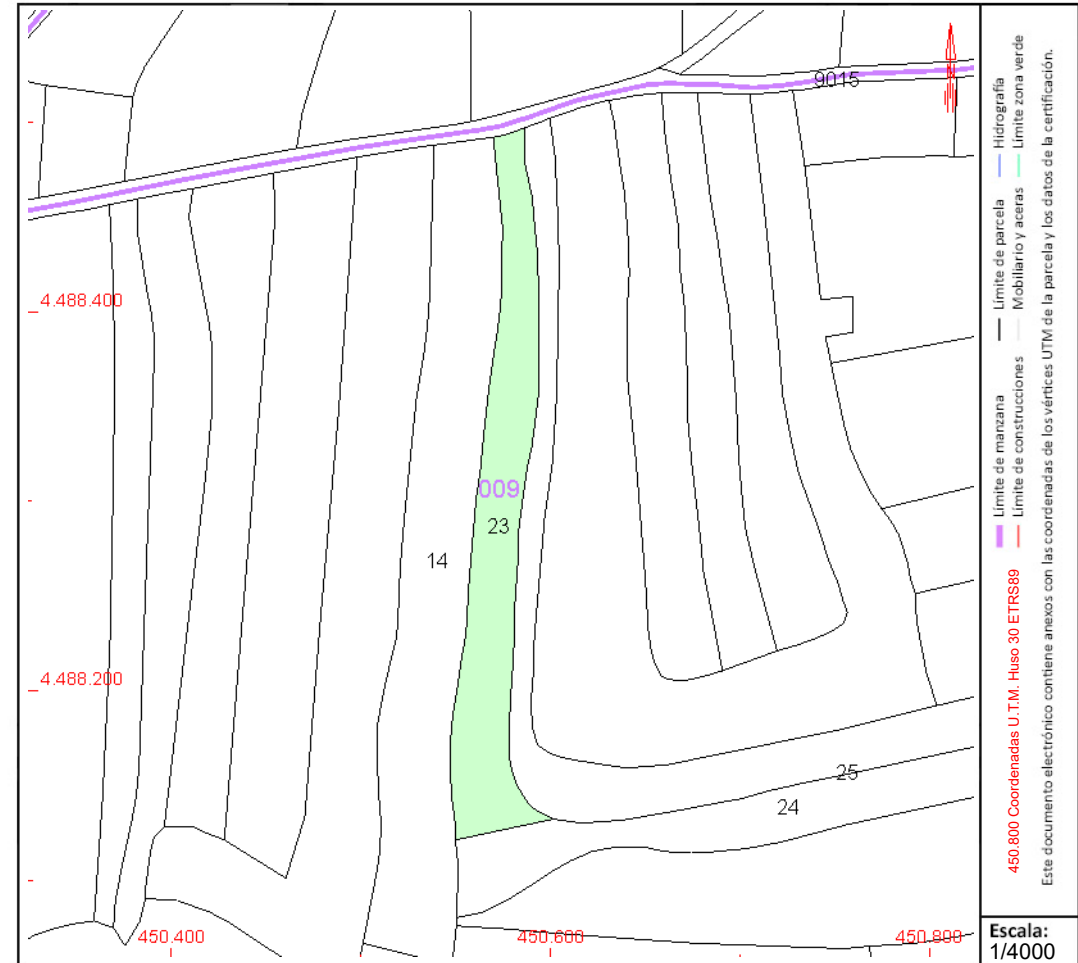 9015
4.488.400
009
23
14
4.488.200
25
24
450.400
450.600
450.800
450.800 Coordenadas U.T.M. Huso 30 ETRS89
Límite de manzana
Límite de parcela
Hidrografía
Límite de construcciones
Mobiliario y aceras
Límite zona verde
Este documento electrónico contiene anexos con las coordenadas de los vértices UTM de la parcela y los datos de la certificación.
Escala:
1/4000